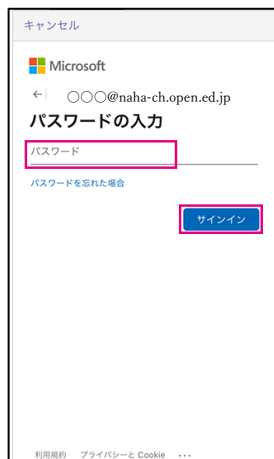 キャンセル
Microsoft
← ○○○@naha-ch.open.ed.jp
パスワードの入力
パスワード
パスワードを忘れた場合
サインイン
利用規約 プライバシーと Cookie ...